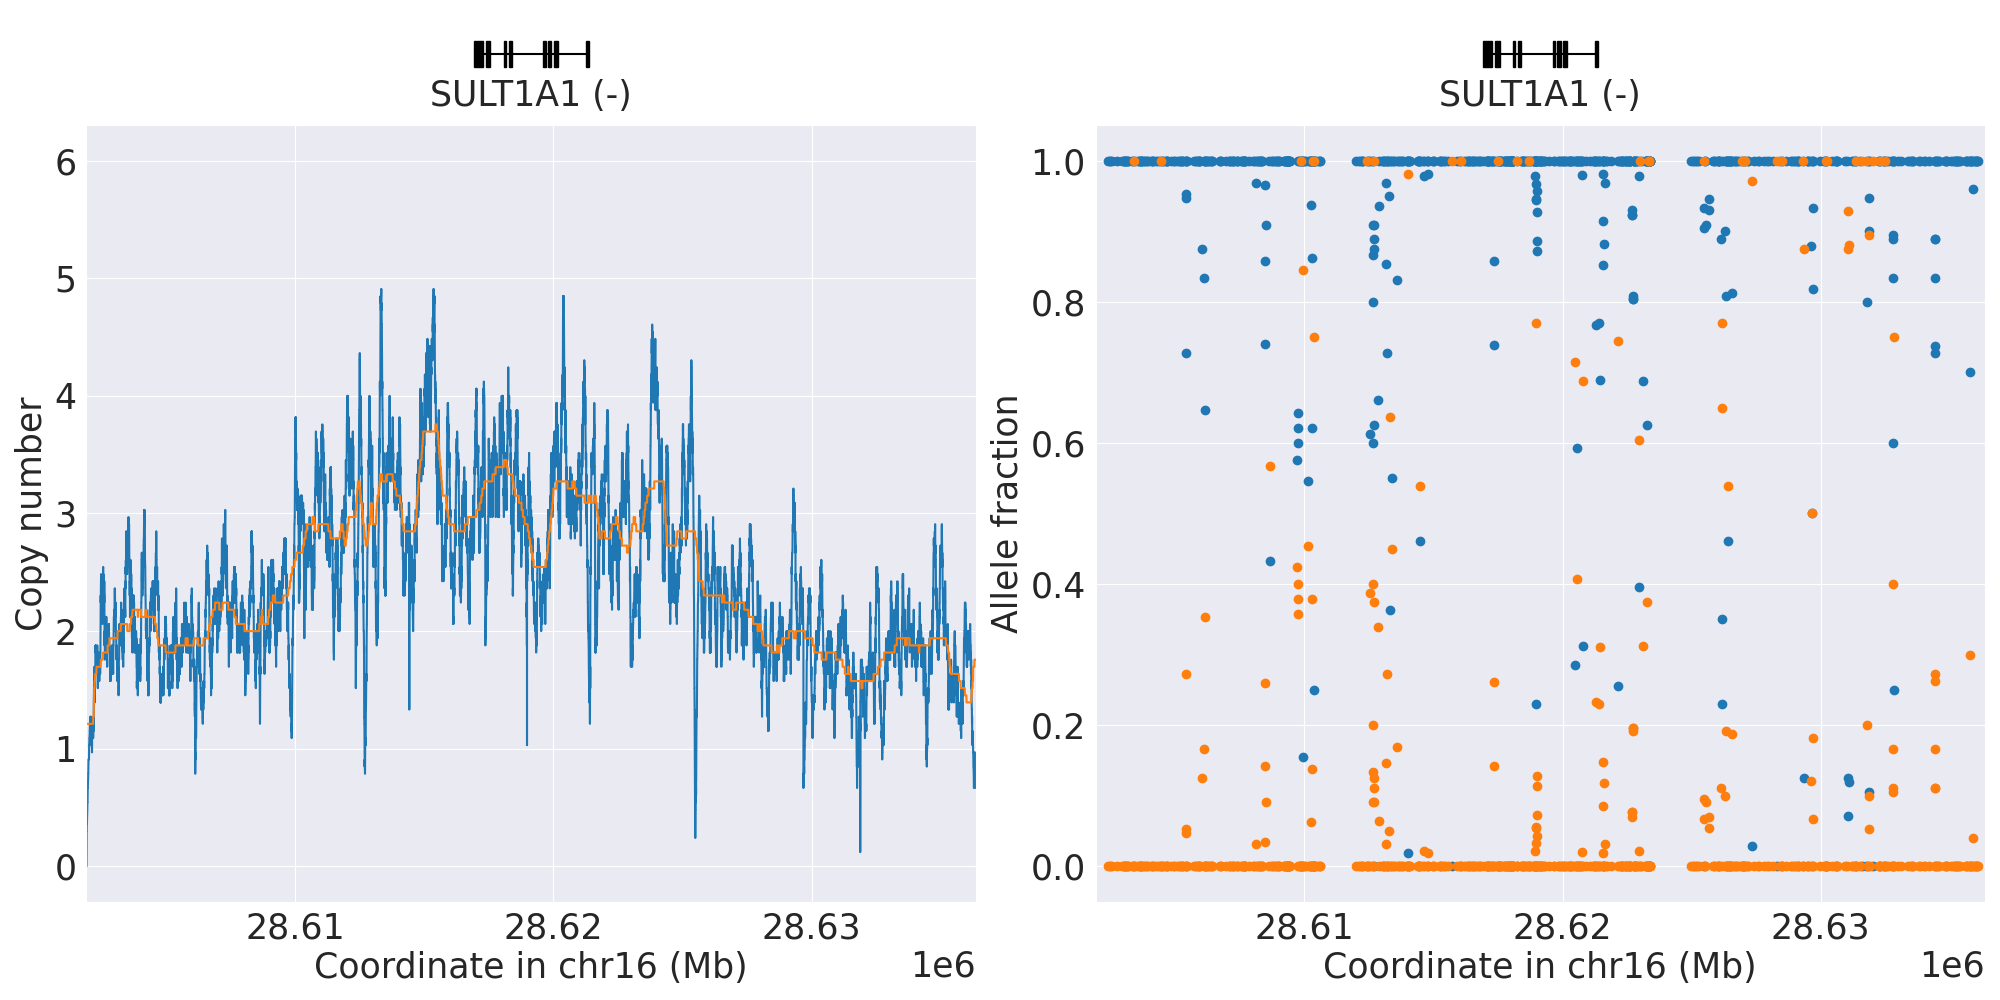 SULT1A1 (-)
6
5
4
3
2
1
0
Copy number
28.61
28.62
28.63
Coordinate in chr16 (Mb)
1e6
SULT1A1 (-)
1.0
0.8
0.6
0.4
0.2
0.0
Allele fraction
28.61
28.62
28.63
Coordinate in chr16 (Mb)
1e6